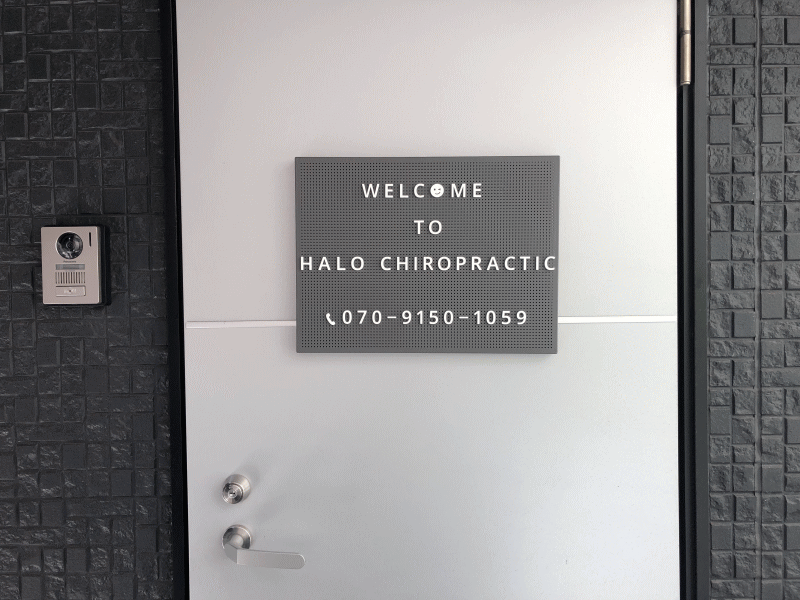 WELCOME
TO
HALO CHIROPRACTIC
070-9150-1059